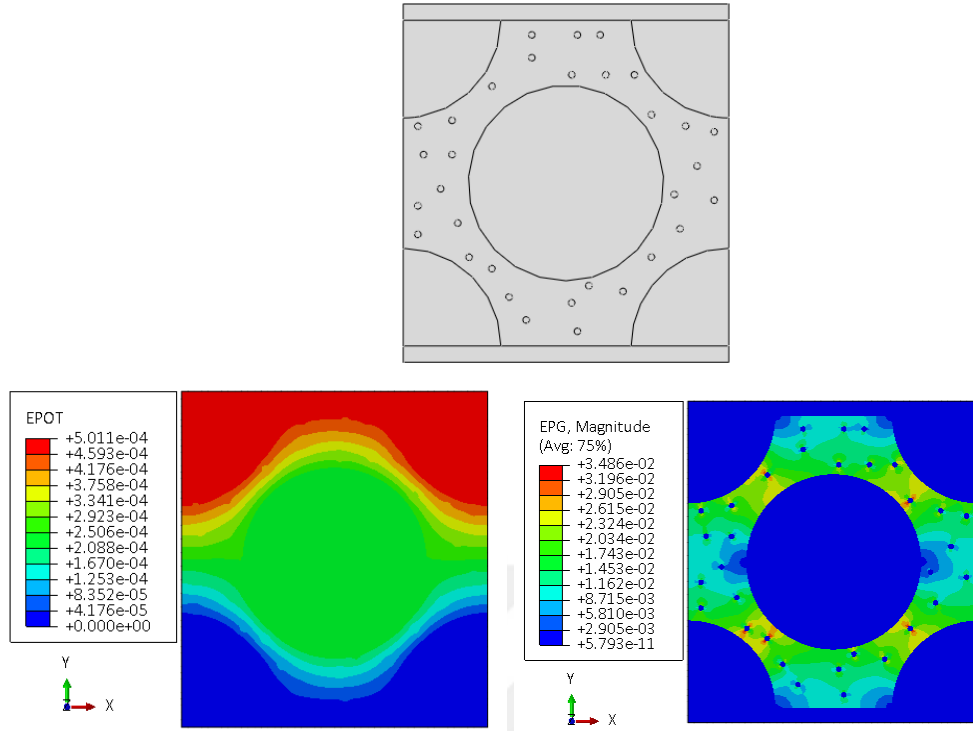 EPOT
+5.011e-04
+4.593e-04
+4.176e-04
+3.758e-04
+3.341e-04
+2.923e-04
+2.506e-04
+2.088e-04
+1.670e-04
+1.253e-04
+8.352e-05
+4.176e-05
+0.000e+00
Y
Z
X
EPG, Magnitude
(Avg: 75%)
+3.486e-02
+3.196e-02
+2.905e-02
+2.615e-02
+2.324e-02
+2.034e-02
+1.743e-02
+1.453e-02
+1.162e-02
+8.715e-03
+5.810e-03
+2.905e-03
+5.793e-11
Y
Z
X